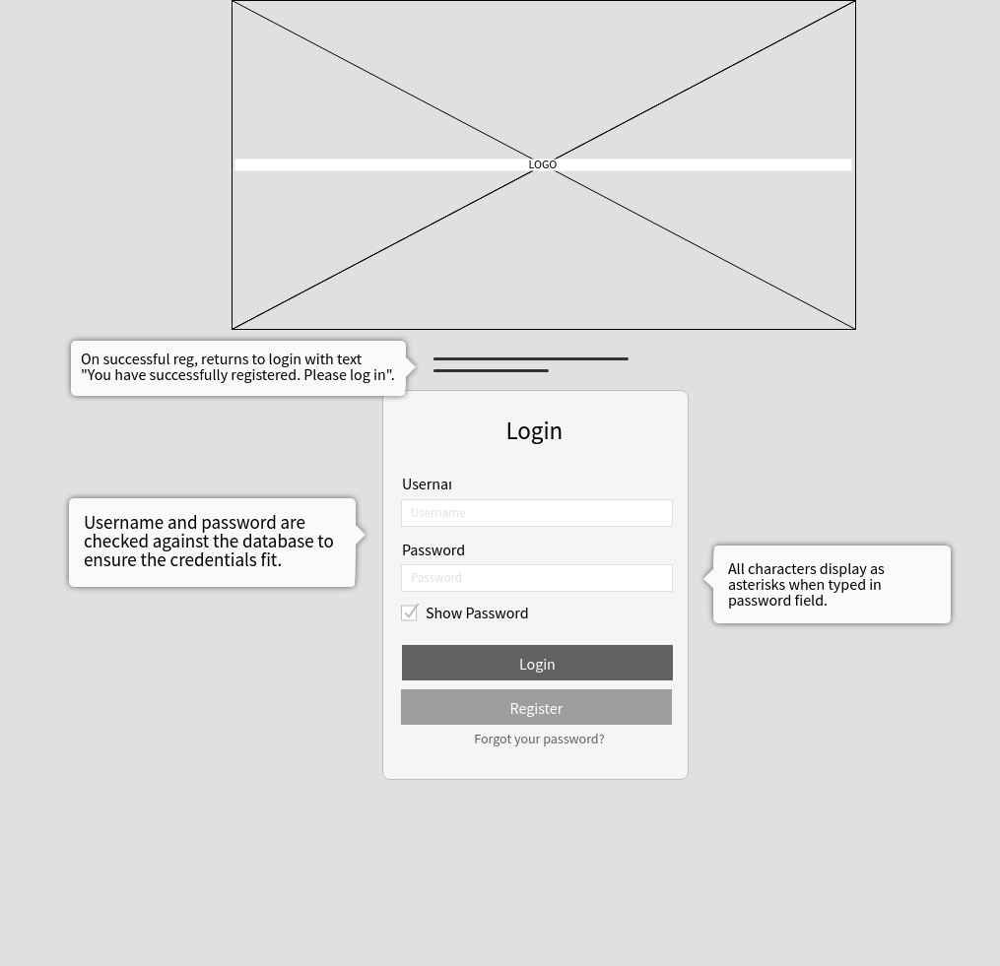 LOGO
On successful reg, returns to login with text
"You have successfully registered. Please log in".
Login
Username and password are
checked against the database to
ensure the credentials fit.
Username
Password
Password
All characters display as
asterisks when typed in
password field.
Show Password
Login
Register
Forgot your password?